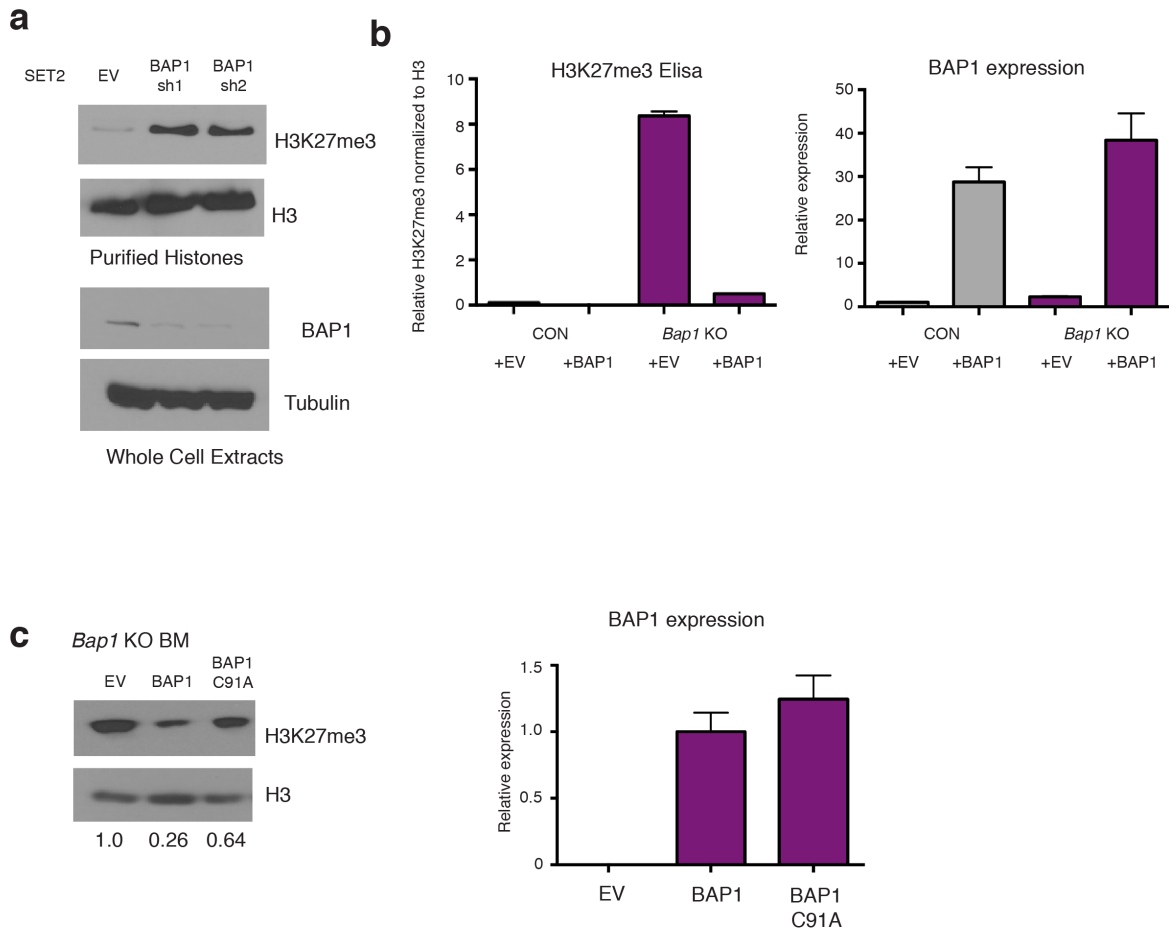 a
SET2 EV BAP1 sh1 BAP1 sh2
H3K27me3
H3
Purified Histones
BAP1
Tubulin
Whole Cell Extracts
b
H3K27me3 Elisa
Relative H3K27me3 normalized to H3
10
8
6
4
2
0
CON Bap1 KO
+EV +BAP1 +EV +BAP1
BAP1 expression
Relative expression
50
40
30
20
10
0
CON Bap1 KO
+EV +BAP1 +EV +BAP1
c
Bap1 KO BM
EV BAP1 BAP1 C91A
H3K27me3
H3
1.0 0.26 0.64
BAP1 expression
Relative expression
1.5
1.0
0.5
0
EV BAP1 BAP1
C91A